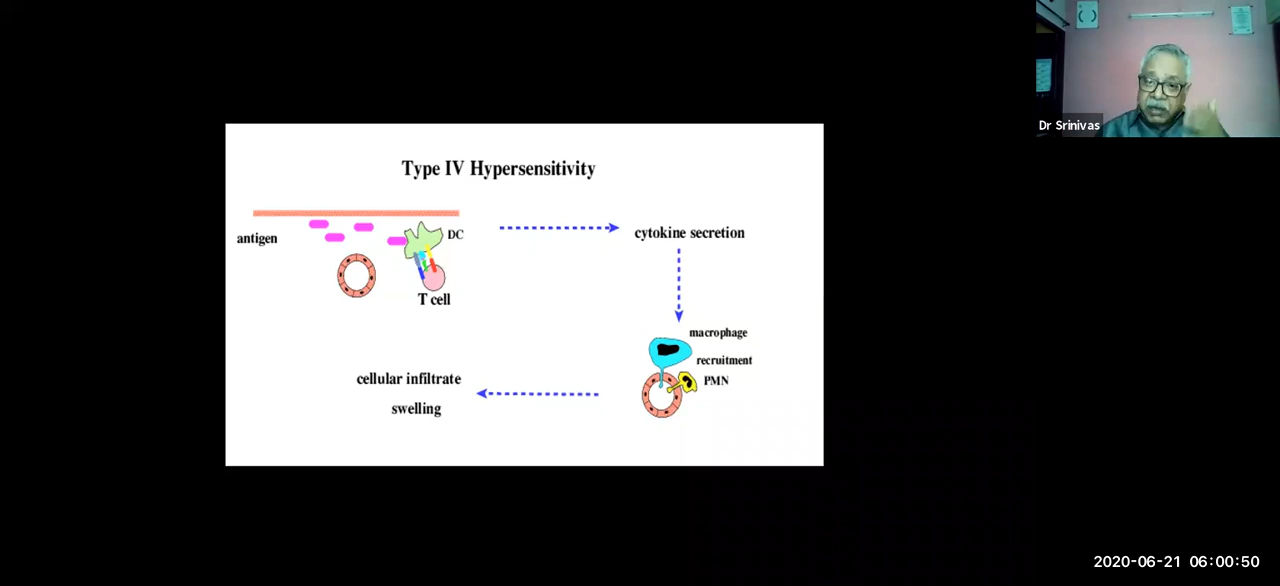 Dr Srinivas
Type IV Hypersensitivity
antigen
DC
T cell
cytokine secretion
macrophage
recruitment
PMN
cellular infiltrate
swelling
2020-06-21 06:00:50